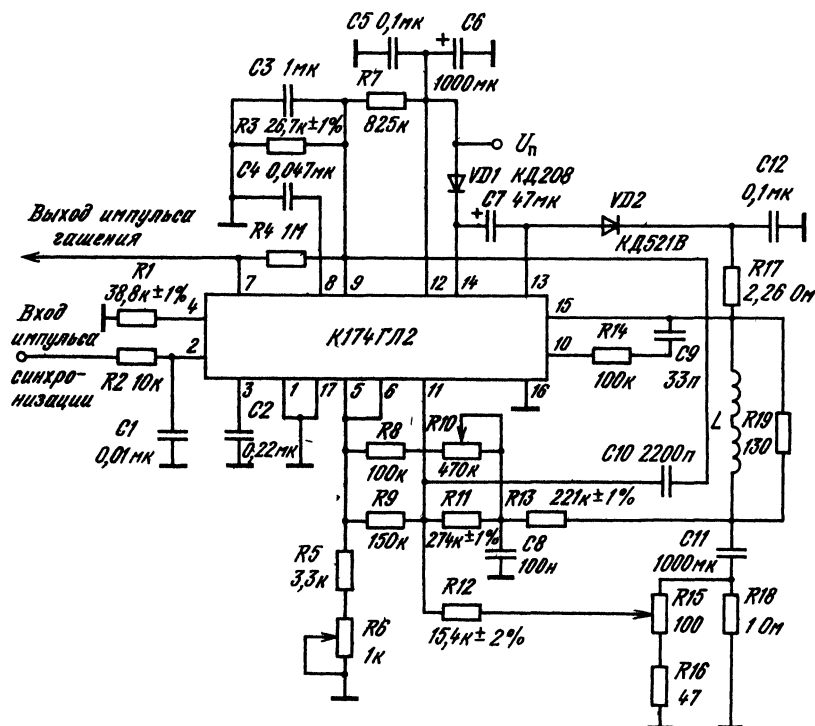 C5 0,1мк
C6
1000мк
C3 1мк
R7
825к
R3 26,7к±1%
C4 0,047мк
Uп
VD1 КД208
C7 47мк
VD2
КД521В
C12
0,1мк
Выход импульса
гашения
R4 1М
R17
2,26 Ом
R1
38,8к±1%
7
8
9
12
14
13
4
Вход
импульса
синхро-
низации
2
R2 10к
К174ГЛ2
15
10
R14
100к
C9
33п
3
1
17
5
6
11
16
C1
0,01мк
C2
0,22мк
R8
100к
R10
470к
L
R19
130
C10 2200п
R9
150к
R11
274к±1%
R13
221к±1%
C8
100н
C11
1000мк
R5
3,3к
R12
15,4к±2%
R15
100
R18
1 Ом
R6
1к
R16
47